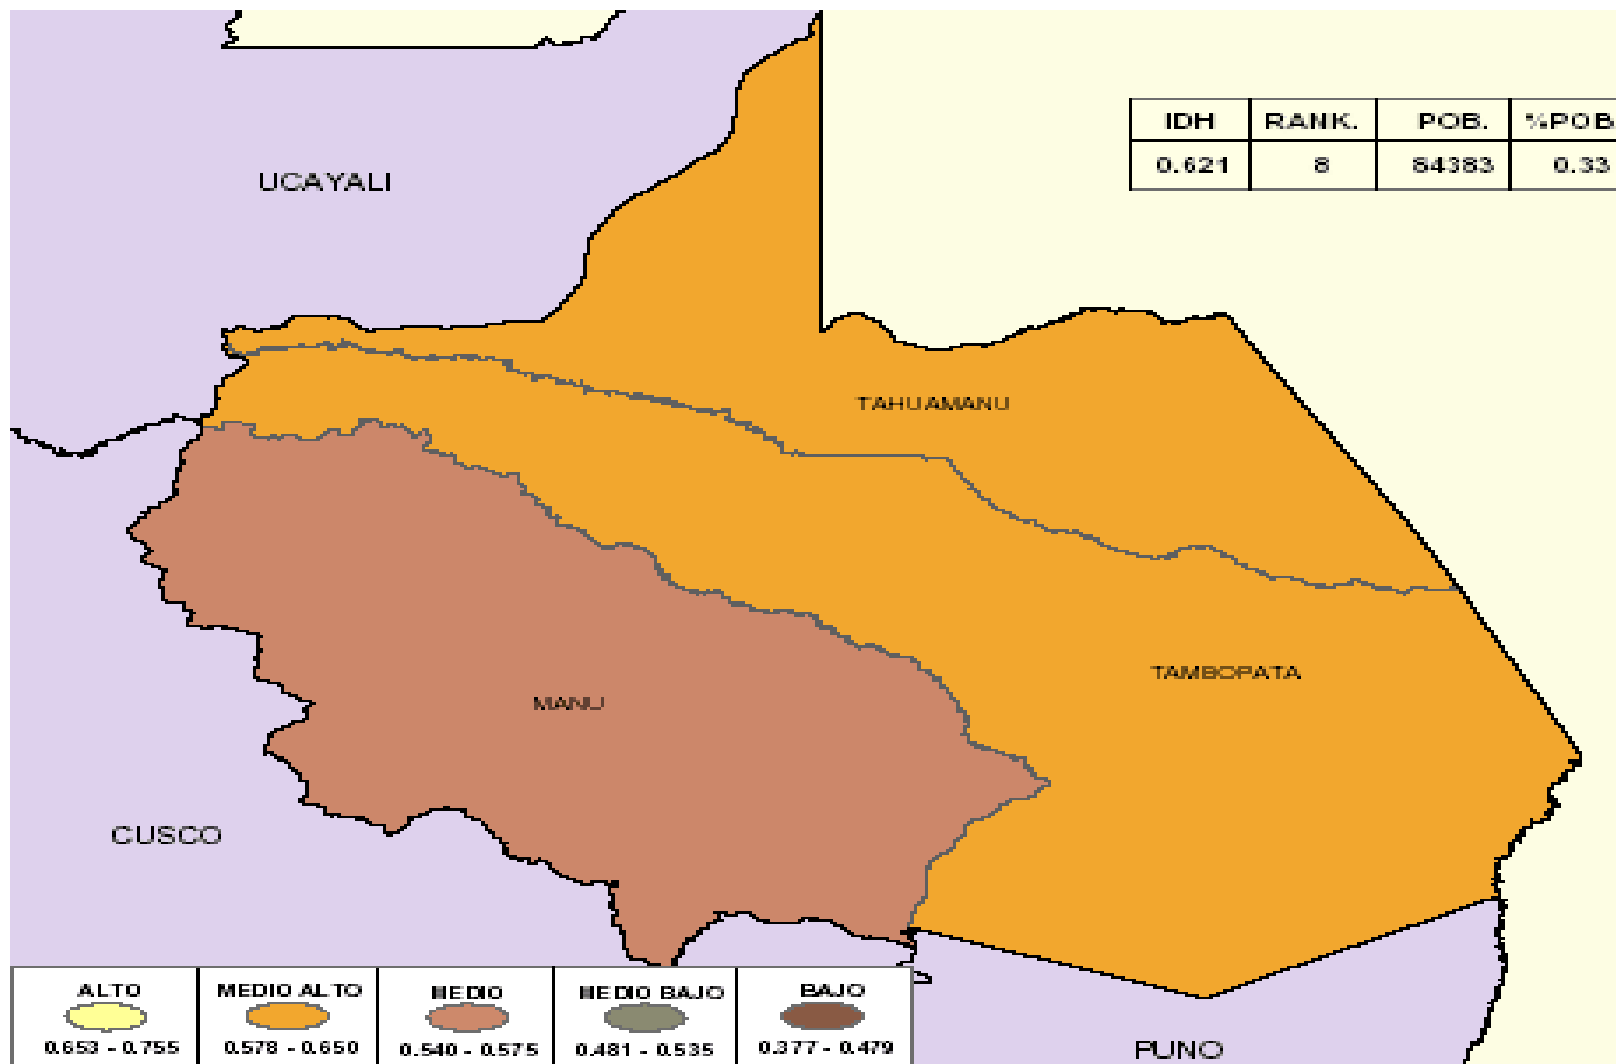 IDH RANK. POB. %POB
0.621 8 84383 0.33
UCAYALI
TAHUAMANU
TAMBOPATA
MANU
CUSCO
PUNO
ALTO MEDIO ALTO MEDIO MEDIO BAJO BAJO
0.653 - 0.755 0.578 - 0.650 0.540 - 0.575 0.481 - 0.535 0.377 - 0.479